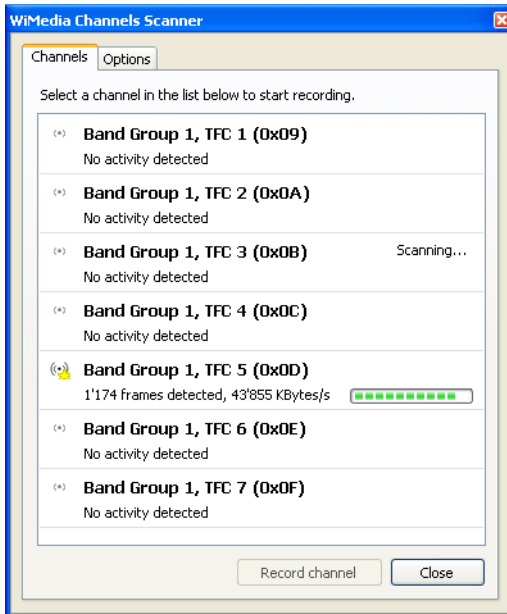 WiMedia Channels Scanner
Channels Options
Select a channel in the list below to start recording.
Band Group 1, TFC 1 (0x09)
No activity detected
Band Group 1, TFC 2 (0x0A)
No activity detected
Band Group 1, TFC 3 (0x0B) Scanning...
No activity detected
Band Group 1, TFC 4 (0x0C)
No activity detected
Band Group 1, TFC 5 (0x0D)
1'174 frames detected, 43'855 KBytes/s
Band Group 1, TFC 6 (0x0E)
No activity detected
Band Group 1, TFC 7 (0x0F)
No activity detected
Record channel Close